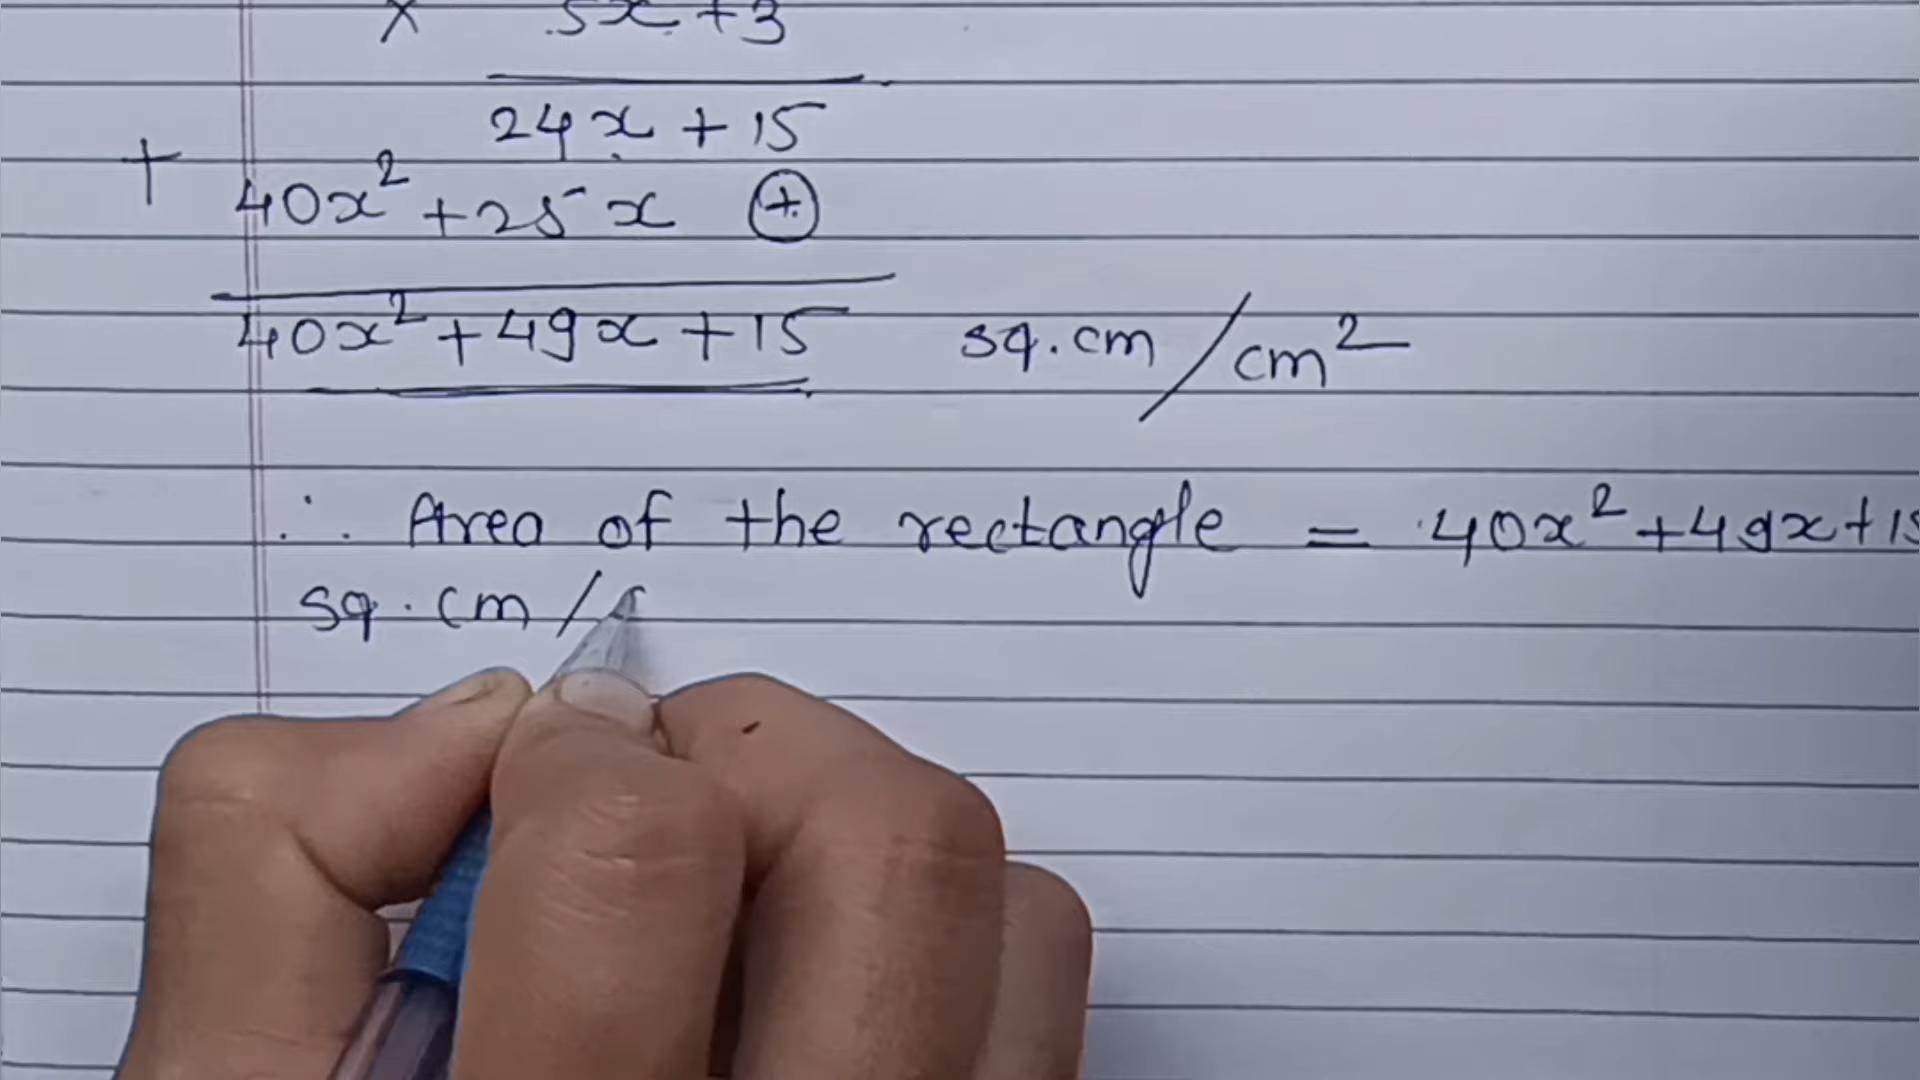 × 5x + 3
24x + 15
+ 40x² + 25x ⊕
40x² + 49x + 15 sq. cm / cm²
∴ Area of the rectangle = 40x² + 49x + 15
sq. cm / c